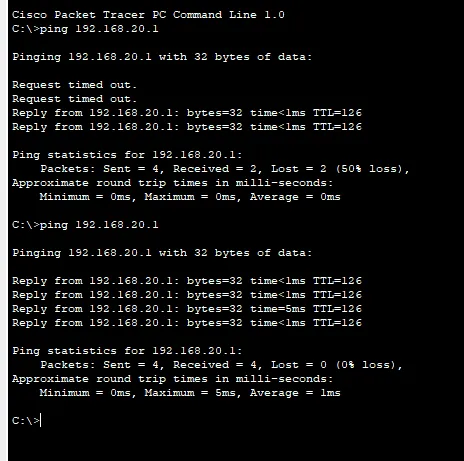 Cisco Packet Tracer PC Command Line 1.0
C:\>ping 192.168.20.1
Pinging 192.168.20.1 with 32 bytes of data:
Request timed out.
Request timed out.
Reply from 192.168.20.1: bytes=32 time<1ms TTL=126
Reply from 192.168.20.1: bytes=32 time<1ms TTL=126
Ping statistics for 192.168.20.1:
Packets: Sent = 4, Received = 2, Lost = 2 (50% loss),
Approximate round trip times in milli-seconds:
Minimum = 0ms, Maximum = 0ms, Average = 0ms
C:\>ping 192.168.20.1
Pinging 192.168.20.1 with 32 bytes of data:
Reply from 192.168.20.1: bytes=32 time<1ms TTL=126
Reply from 192.168.20.1: bytes=32 time<1ms TTL=126
Reply from 192.168.20.1: bytes=32 time=5ms TTL=126
Reply from 192.168.20.1: bytes=32 time<1ms TTL=126
Ping statistics for 192.168.20.1:
Packets: Sent = 4, Received = 4, Lost = 0 (0% loss),
Approximate round trip times in milli-seconds:
Minimum = 0ms, Maximum = 5ms, Average = 1ms
C:\>